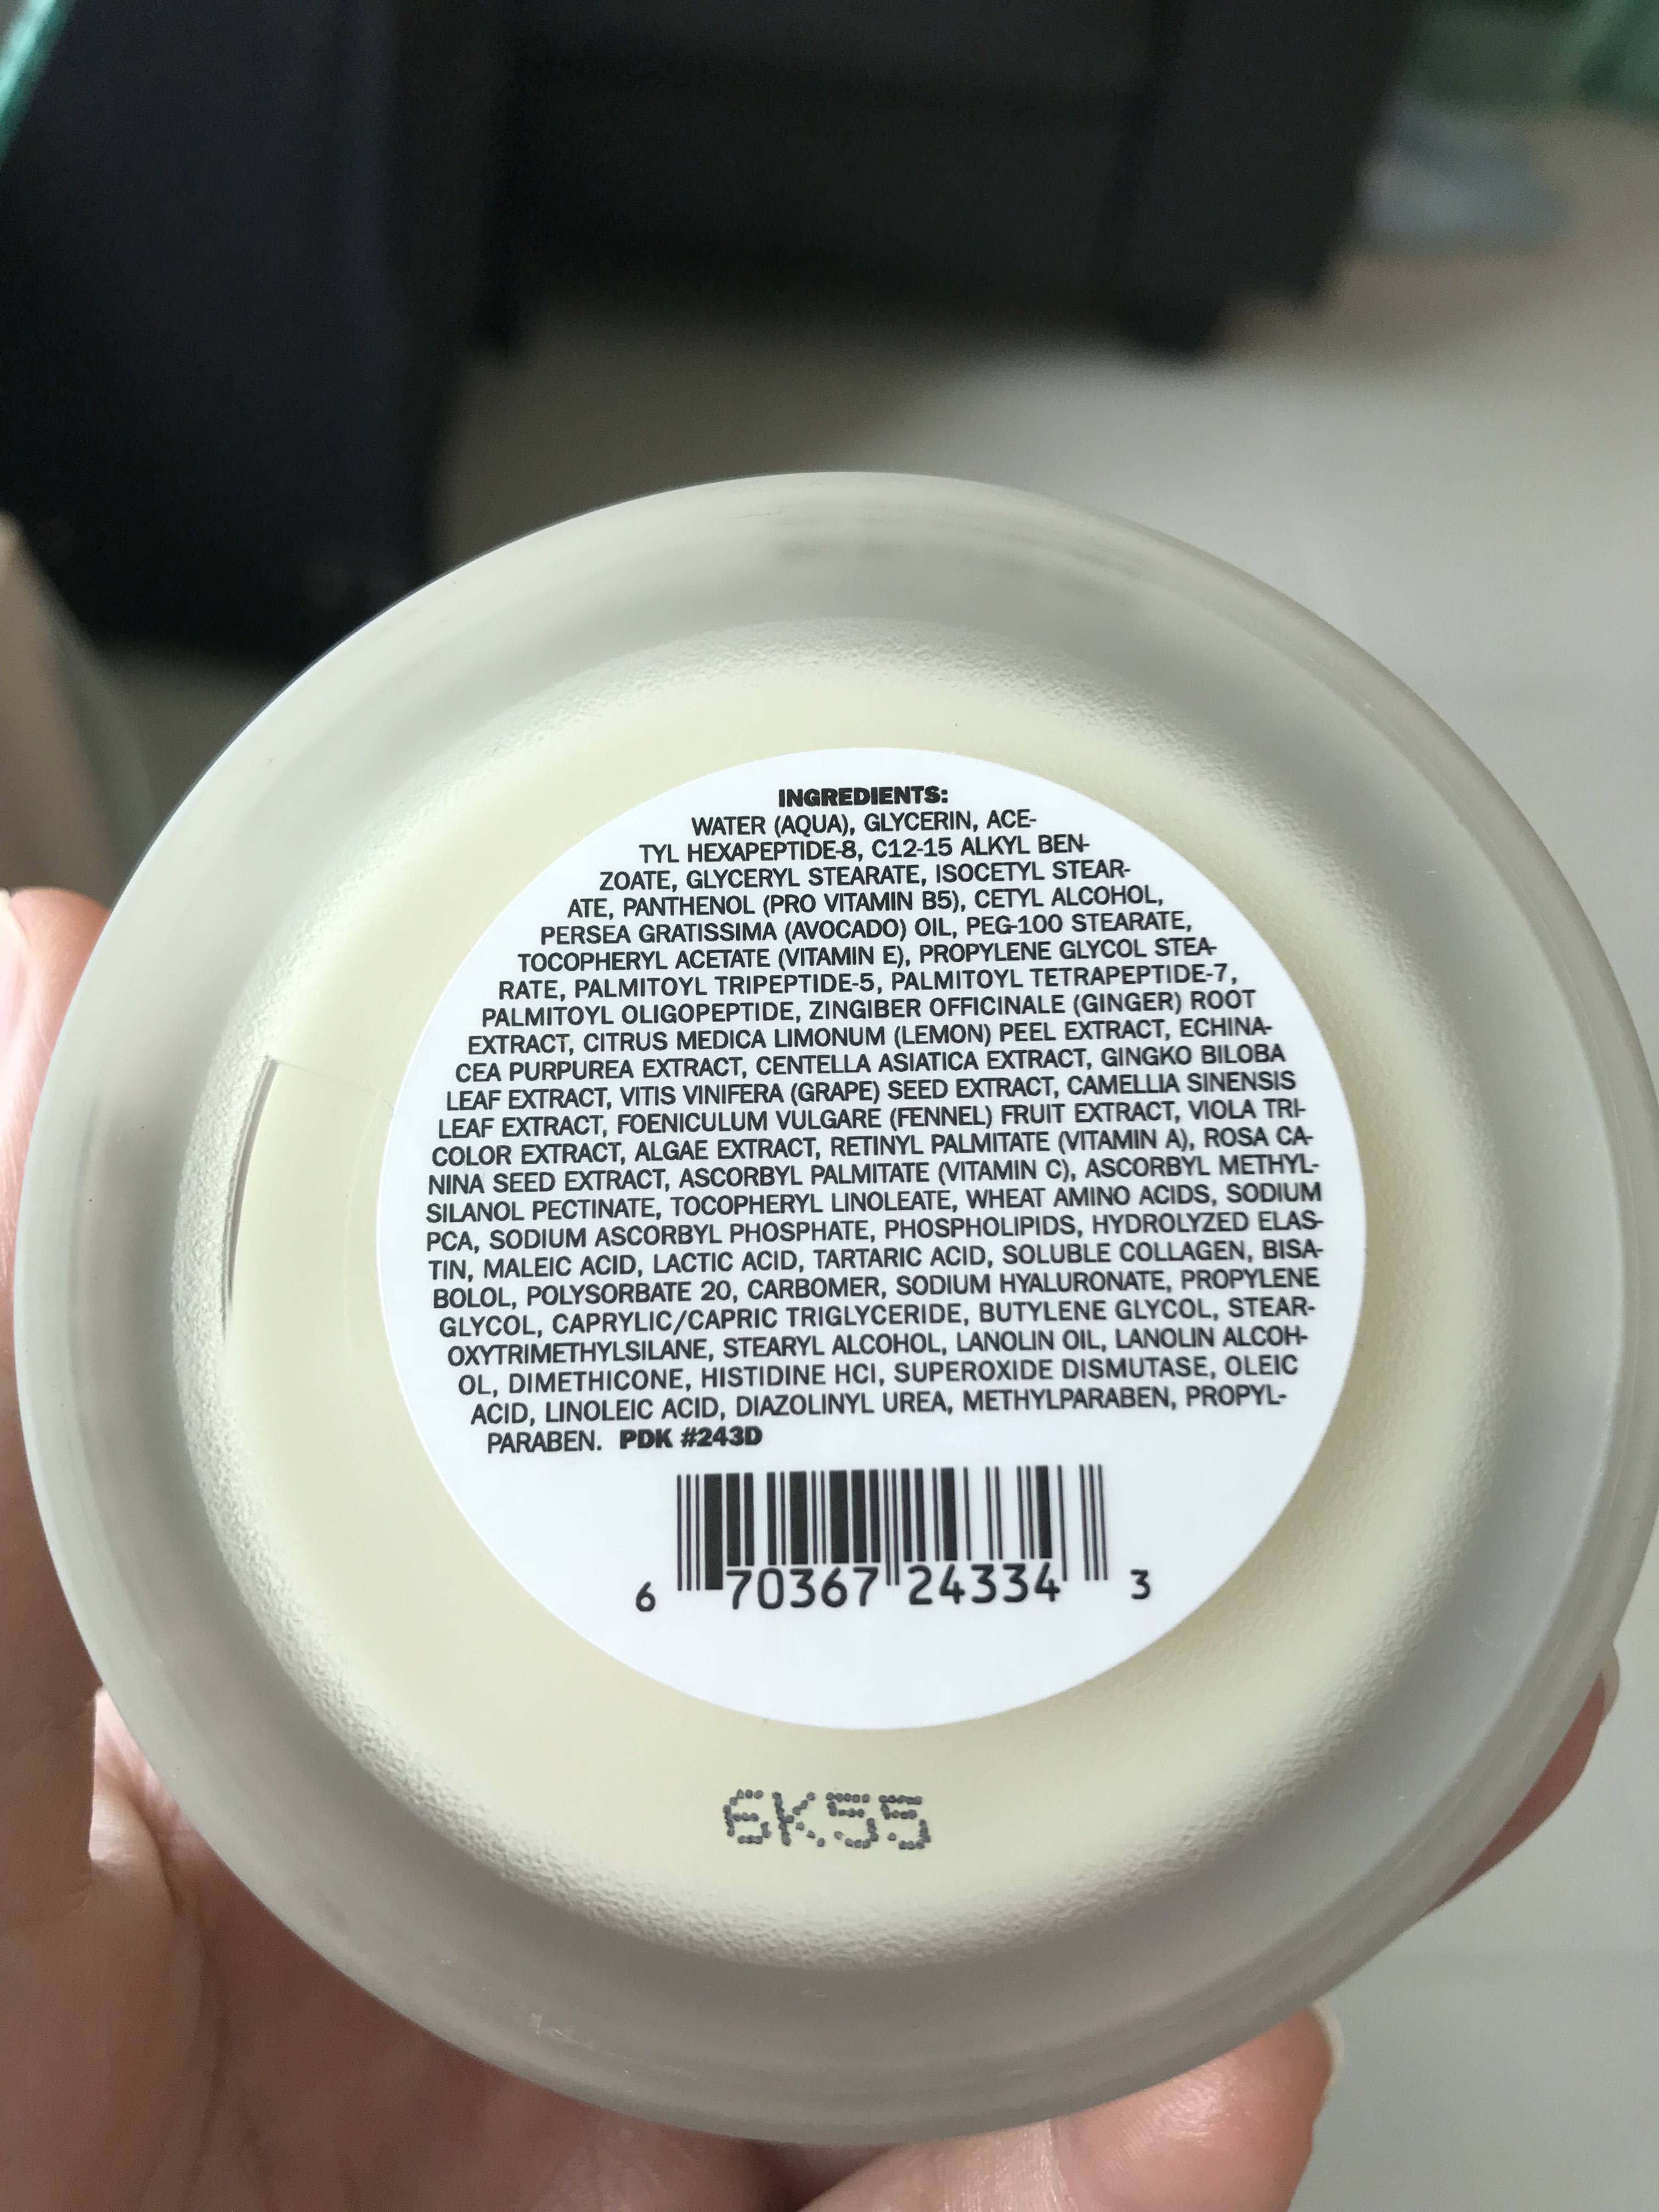 INGREDIENTS:
WATER (AQUA), GLYCERIN, ACE-
TYL HEXAPEPTIDE-8, C12-15 ALKYL BEN-
ZOATE, GLYCERYL STEARATE, ISOCETYL STEAR-
ATE, PANTHENOL (PRO VITAMIN B5), CETYL ALCOHOL,
PERSEA GRATISSIMA (AVOCADO) OIL, PEG-100 STEARATE,
TOCOPHERYL ACETATE (VITAMIN E), PROPYLENE GLYCOL STEA-
RATE, PALMITOYL TRIPEPTIDE-5, PALMITOYL TETRAPEPTIDE-7,
PALMITOYL OLIGOPEPTIDE, ZINGIBER OFFICINALE (GINGER) ROOT
EXTRACT, CITRUS MEDICA LIMONUM (LEMON) PEEL EXTRACT, ECHINA-
CEA PURPUREA EXTRACT, CENTELLA ASIATICA EXTRACT, GINGKO BILOBA
LEAF EXTRACT, VITIS VINIFERA (GRAPE) SEED EXTRACT, CAMELLIA SINENSIS
LEAF EXTRACT, FOENICULUM VULGARE (FENNEL) FRUIT EXTRACT, VIOLA TRI-
COLOR EXTRACT, ALGAE EXTRACT, RETINYL PALMITATE (VITAMIN A), ROSA CA-
NINA SEED EXTRACT, ASCORBYL PALMITATE (VITAMIN C), ASCORBYL METHYL-
SILANOL PECTINATE, TOCOPHERYL LINOLEATE, WHEAT AMINO ACIDS, SODIUM
PCA, SODIUM ASCORBYL PHOSPHATE, PHOSPHOLIPIDS, HYDROLYZED ELAS-
TIN, MALEIC ACID, LACTIC ACID, TARTARIC ACID, SOLUBLE COLLAGEN, BISA-
BOLOL, POLYSORBATE 20, CARBOMER, SODIUM HYALURONATE, PROPYLENE
GLYCOL, CAPRYLIC/CAPRIC TRIGLYCERIDE, BUTYLENE GLYCOL, STEAR-
OXYTRIMETHYLSILANE, STEARYL ALCOHOL, LANOLIN OIL, LANOLIN ALCOH-
OL, DIMETHICONE, HISTIDINE HCl, SUPEROXIDE DISMUTASE, OLEIC
ACID, LINOLEIC ACID, DIAZOLINYL UREA, METHYLPARABEN, PROPYL-
PARABEN. PDK #243D
6 70367 24334 3
6K55